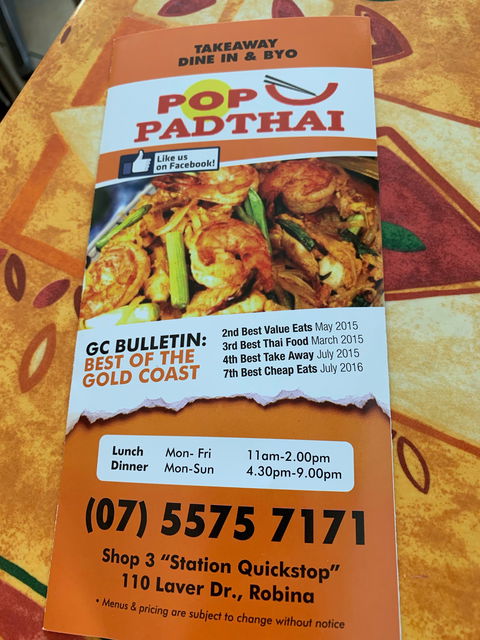 TAKEAWAY
DINE IN & BYO
POP
PADTHAI
Like us
on Facebook!
GC BULLETIN:
BEST OF THE
GOLD COAST
2nd Best Value Eats May 2015
3rd Best Thai Food March 2015
4th Best Take Away July 2015
7th Best Cheap Eats July 2016
Lunch Mon- Fri 11am-2.00pm
Dinner Mon-Sun 4.30pm-9.00pm
(07) 5575 7171
Shop 3 "Station Quickstop"
110 Laver Dr., Robina
• Menus & pricing are subject to change without notice